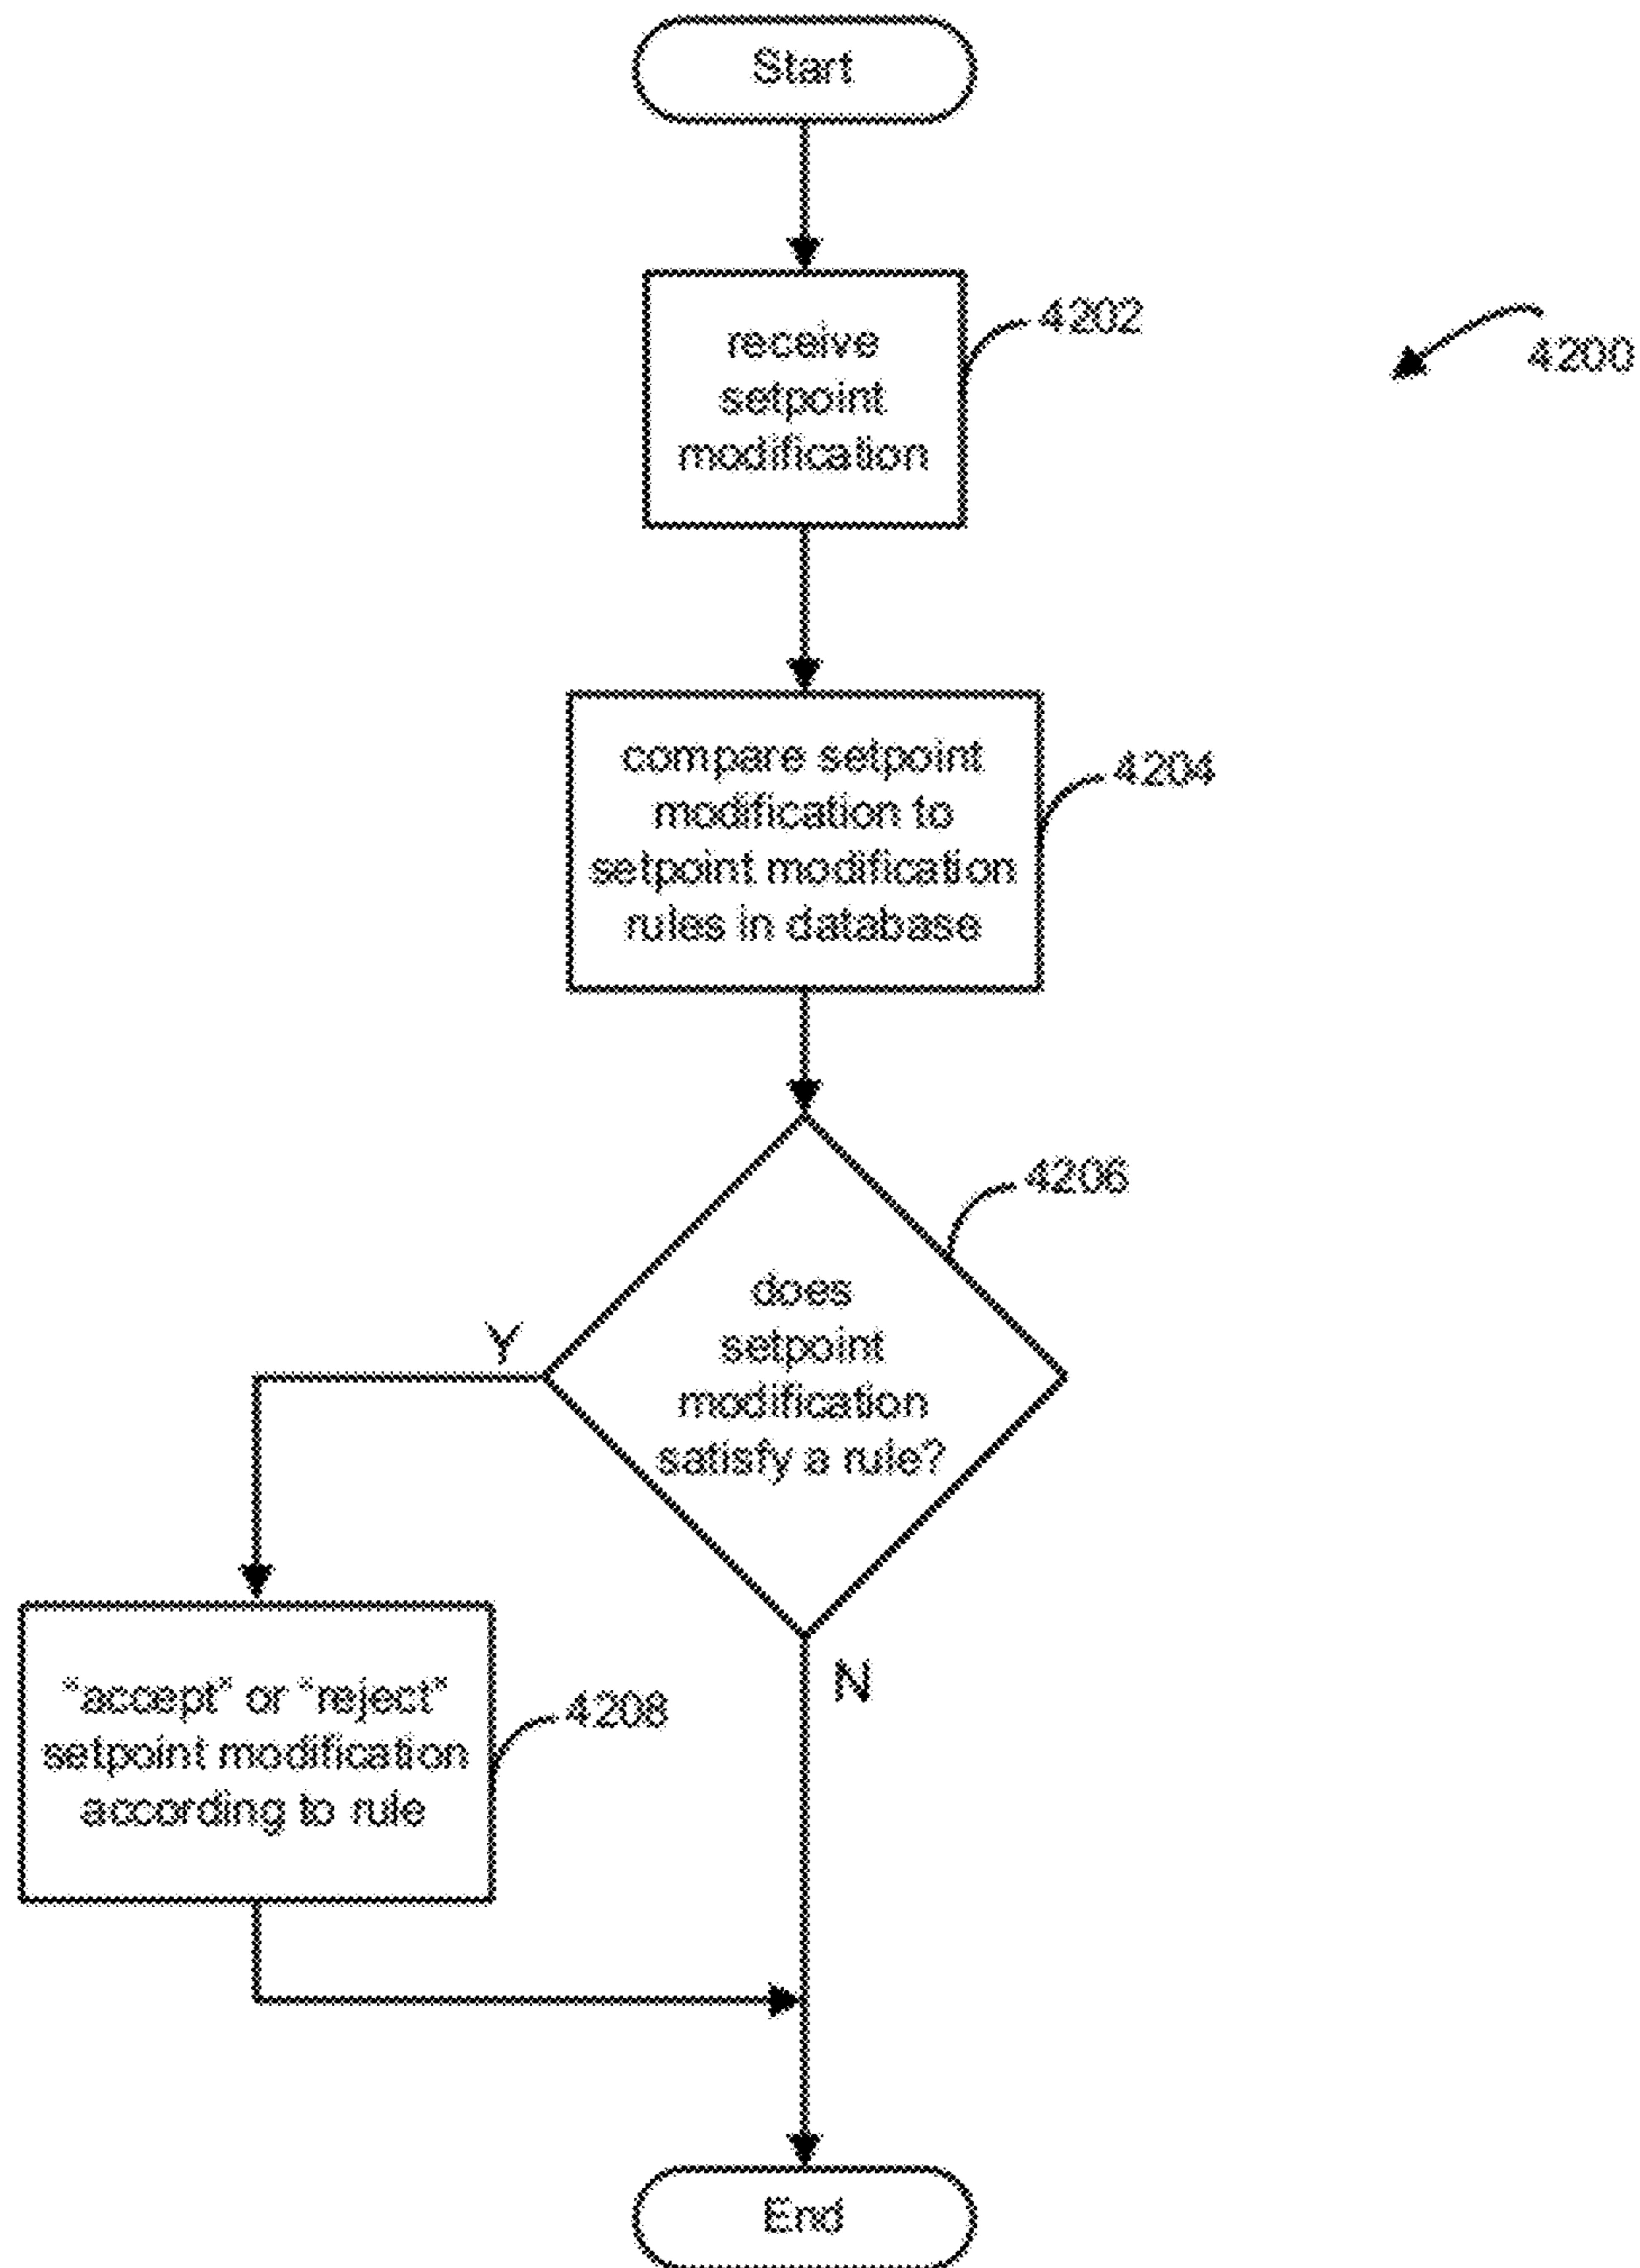 Start
receive
setpoint
modification
4202
4200
compare setpoint
modification to
setpoint modification
rules in database
4204
4206
does
setpoint
modification
satisfy a rule?
Y
N
“accept” or “reject”
setpoint modification
according to rule
4208
End